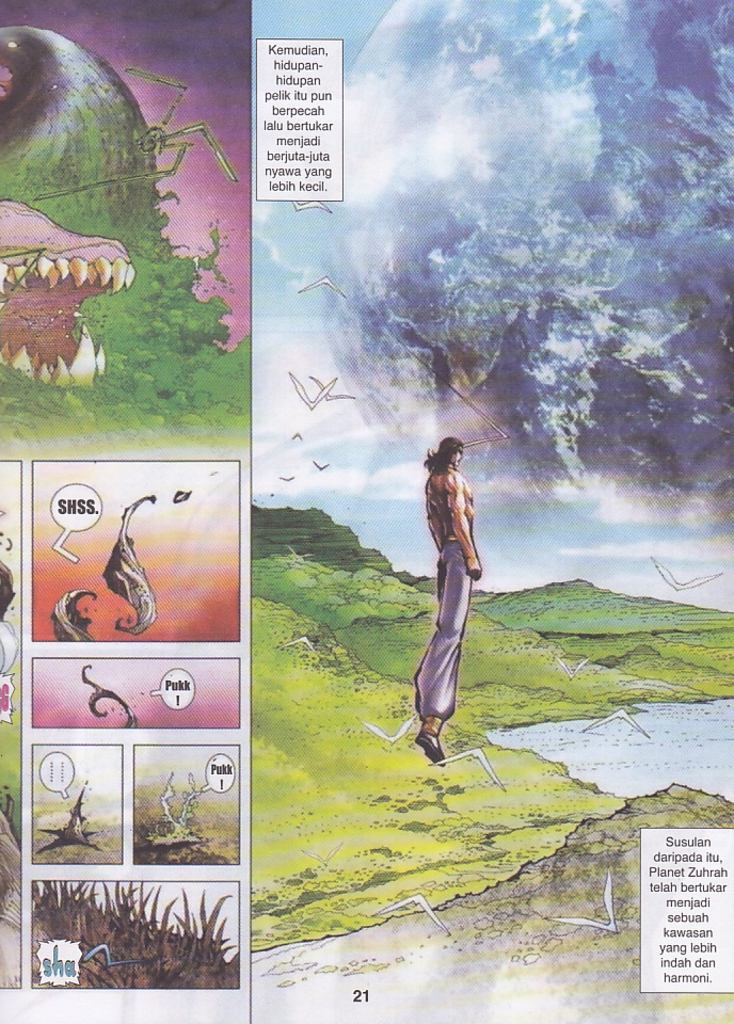 Kemudian,
hidupan-
hidupan
pelik itu pun
berpecah
lalu bertukar
menjadi
berjuta-juta
nyawa yang
lebih kecil.
SHSS.
Pukk
!
Pukk
!
sha
Susulan
daripada itu,
Planet Zuhrah
telah bertukar
menjadi
sebuah
kawasan
yang lebih
indah dan
harmoni.
21